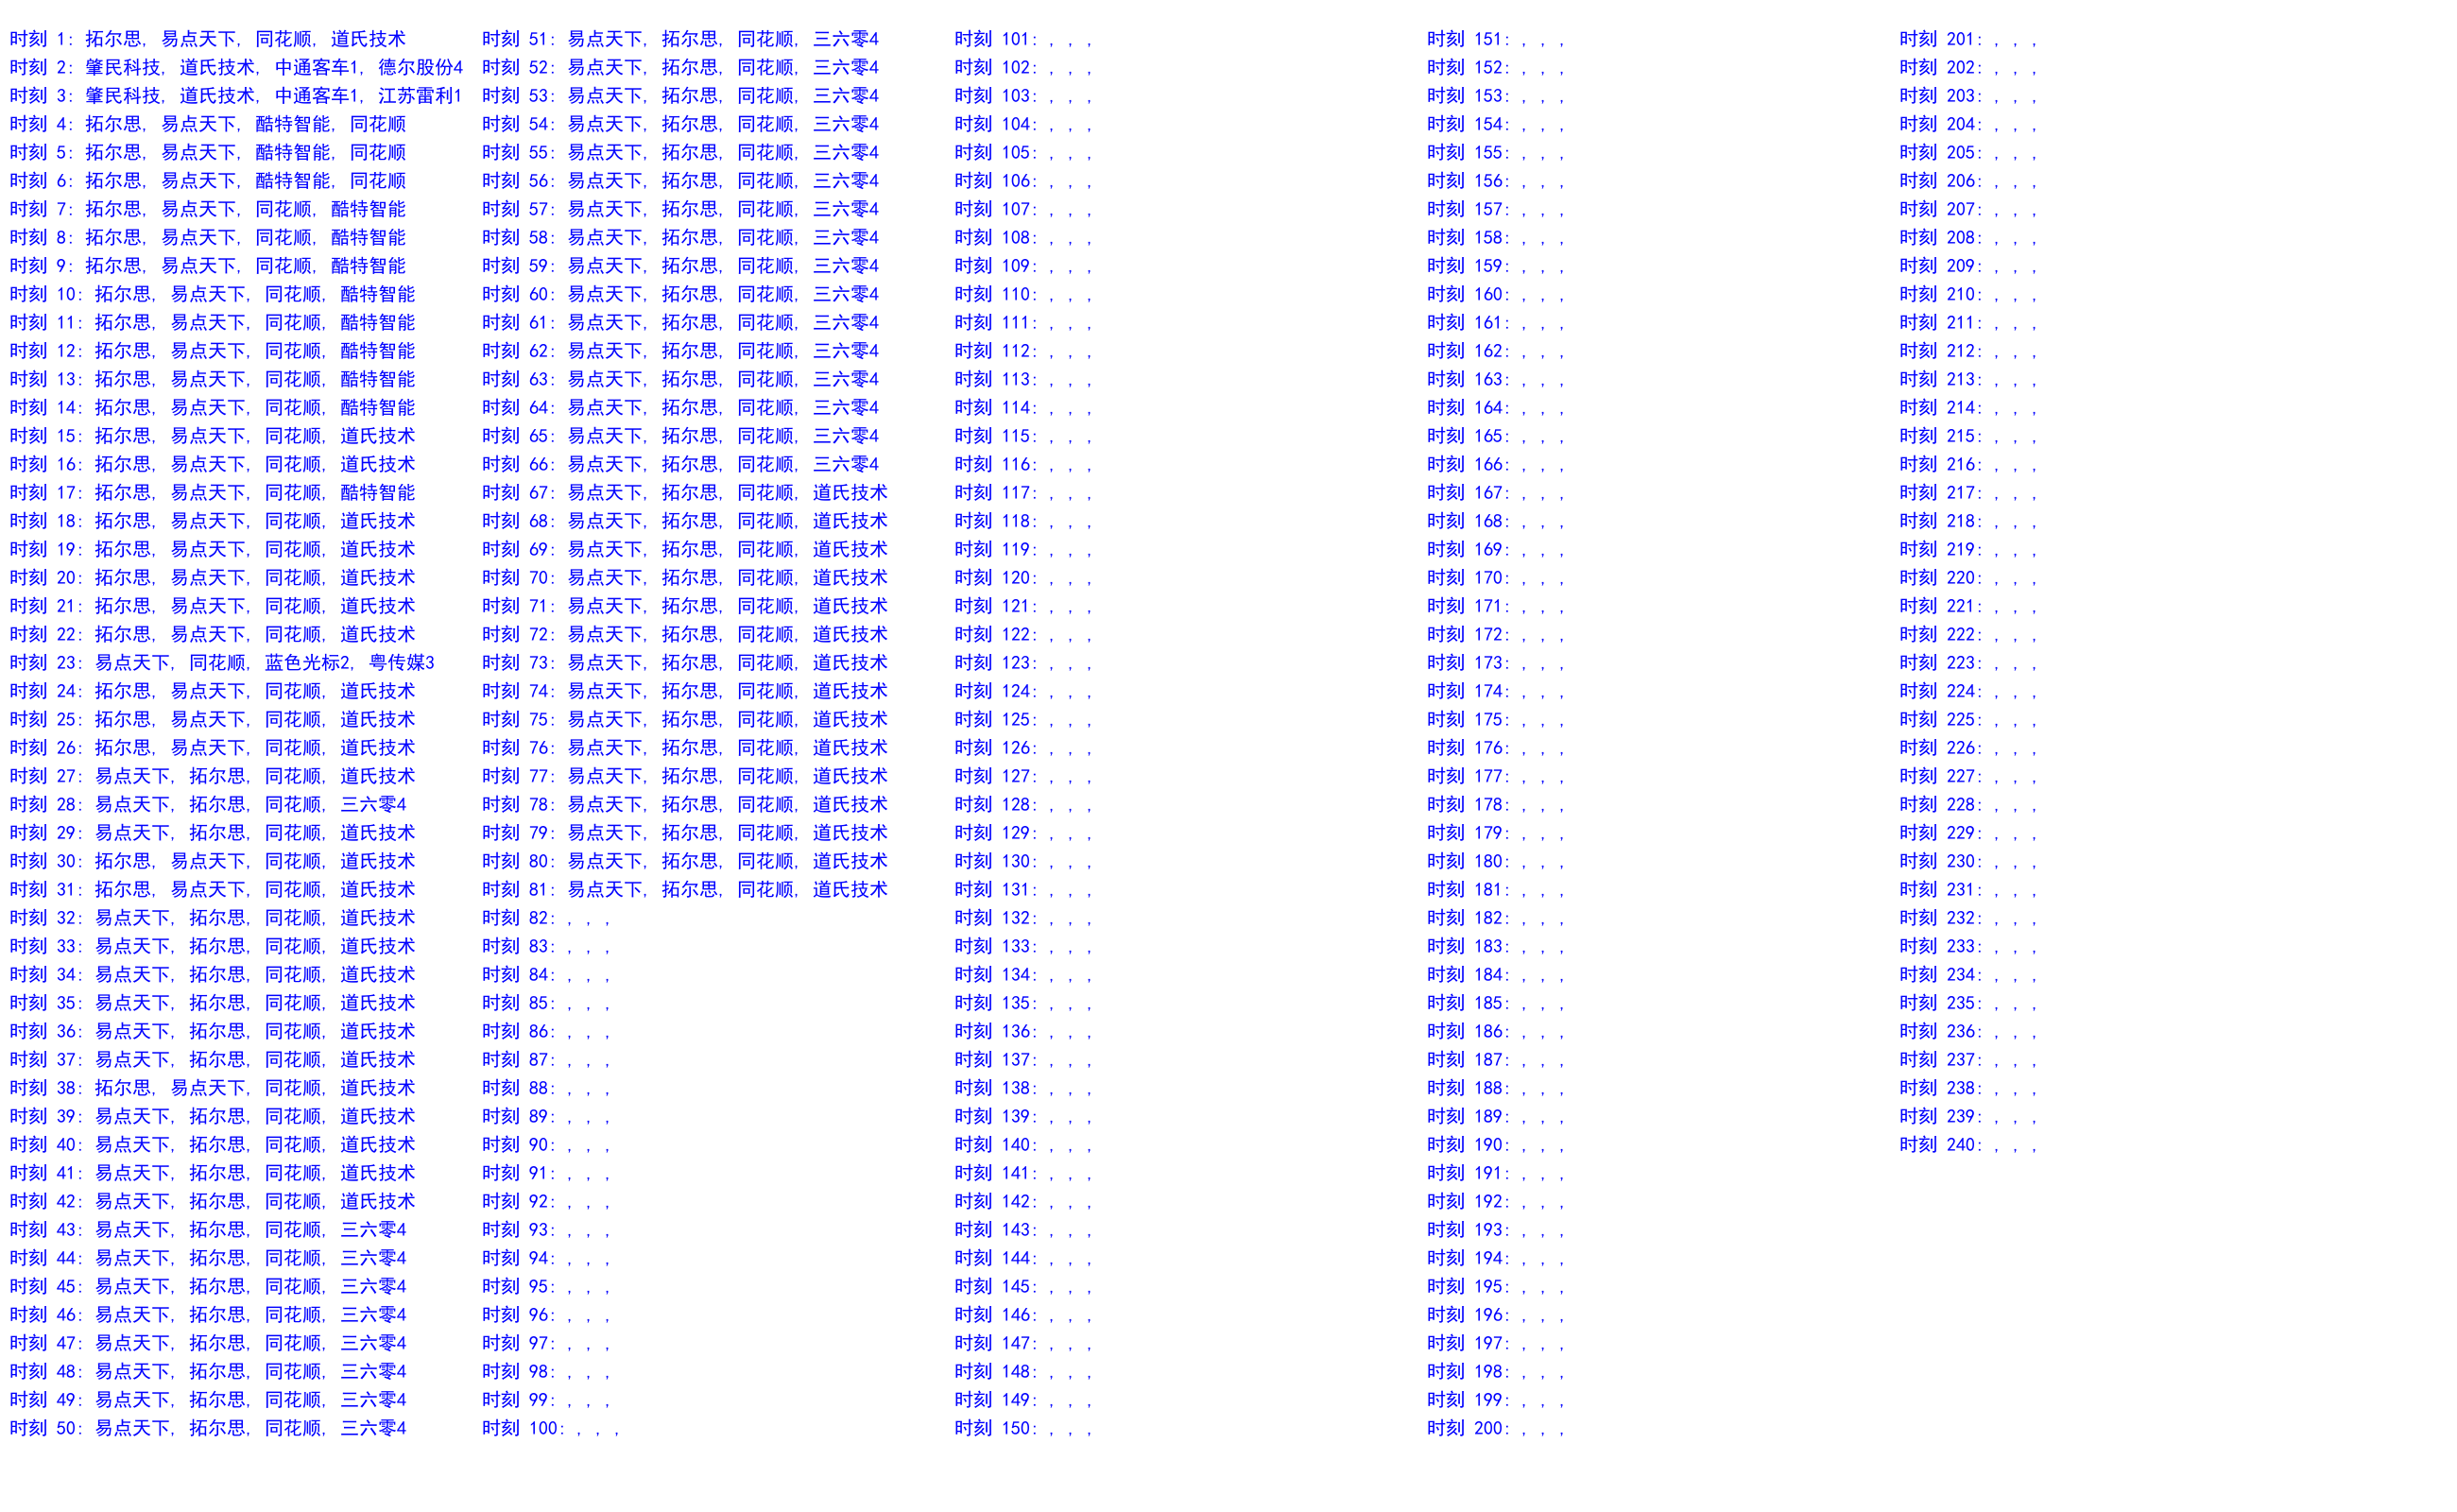 时刻 1: 拓尔思, 易点天下, 同花顺, 道氏技术
时刻 2: 肇民科技, 道氏技术, 中通客车1, 德尔股份4
时刻 3: 肇民科技, 道氏技术, 中通客车1, 江苏雷利1
时刻 4: 拓尔思, 易点天下, 酷特智能, 同花顺
时刻 5: 拓尔思, 易点天下, 酷特智能, 同花顺
时刻 6: 拓尔思, 易点天下, 酷特智能, 同花顺
时刻 7: 拓尔思, 易点天下, 同花顺, 酷特智能
时刻 8: 拓尔思, 易点天下, 同花顺, 酷特智能
时刻 9: 拓尔思, 易点天下, 同花顺, 酷特智能
时刻 10: 拓尔思, 易点天下, 同花顺, 酷特智能
时刻 11: 拓尔思, 易点天下, 同花顺, 酷特智能
时刻 12: 拓尔思, 易点天下, 同花顺, 酷特智能
时刻 13: 拓尔思, 易点天下, 同花顺, 酷特智能
时刻 14: 拓尔思, 易点天下, 同花顺, 酷特智能
时刻 15: 拓尔思, 易点天下, 同花顺, 道氏技术
时刻 16: 拓尔思, 易点天下, 同花顺, 道氏技术
时刻 17: 拓尔思, 易点天下, 同花顺, 酷特智能
时刻 18: 拓尔思, 易点天下, 同花顺, 道氏技术
时刻 19: 拓尔思, 易点天下, 同花顺, 道氏技术
时刻 20: 拓尔思, 易点天下, 同花顺, 道氏技术
时刻 21: 拓尔思, 易点天下, 同花顺, 道氏技术
时刻 22: 拓尔思, 易点天下, 同花顺, 道氏技术
时刻 23: 易点天下, 同花顺, 蓝色光标2, 粤传媒3
时刻 24: 拓尔思, 易点天下, 同花顺, 道氏技术
时刻 25: 拓尔思, 易点天下, 同花顺, 道氏技术
时刻 26: 拓尔思, 易点天下, 同花顺, 道氏技术
时刻 27: 易点天下, 拓尔思, 同花顺, 道氏技术
时刻 28: 易点天下, 拓尔思, 同花顺, 三六零4
时刻 29: 易点天下, 拓尔思, 同花顺, 道氏技术
时刻 30: 拓尔思, 易点天下, 同花顺, 道氏技术
时刻 31: 拓尔思, 易点天下, 同花顺, 道氏技术
时刻 32: 易点天下, 拓尔思, 同花顺, 道氏技术
时刻 33: 易点天下, 拓尔思, 同花顺, 道氏技术
时刻 34: 易点天下, 拓尔思, 同花顺, 道氏技术
时刻 35: 易点天下, 拓尔思, 同花顺, 道氏技术
时刻 36: 易点天下, 拓尔思, 同花顺, 道氏技术
时刻 37: 易点天下, 拓尔思, 同花顺, 道氏技术
时刻 38: 拓尔思, 易点天下, 同花顺, 道氏技术
时刻 39: 易点天下, 拓尔思, 同花顺, 道氏技术
时刻 40: 易点天下, 拓尔思, 同花顺, 道氏技术
时刻 41: 易点天下, 拓尔思, 同花顺, 道氏技术
时刻 42: 易点天下, 拓尔思, 同花顺, 道氏技术
时刻 43: 易点天下, 拓尔思, 同花顺, 三六零4
时刻 44: 易点天下, 拓尔思, 同花顺, 三六零4
时刻 45: 易点天下, 拓尔思, 同花顺, 三六零4
时刻 46: 易点天下, 拓尔思, 同花顺, 三六零4
时刻 47: 易点天下, 拓尔思, 同花顺, 三六零4
时刻 48: 易点天下, 拓尔思, 同花顺, 三六零4
时刻 49: 易点天下, 拓尔思, 同花顺, 三六零4
时刻 50: 易点天下, 拓尔思, 同花顺, 三六零4
时刻 51: 易点天下, 拓尔思, 同花顺, 三六零4
时刻 52: 易点天下, 拓尔思, 同花顺, 三六零4
时刻 53: 易点天下, 拓尔思, 同花顺, 三六零4
时刻 54: 易点天下, 拓尔思, 同花顺, 三六零4
时刻 55: 易点天下, 拓尔思, 同花顺, 三六零4
时刻 56: 易点天下, 拓尔思, 同花顺, 三六零4
时刻 57: 易点天下, 拓尔思, 同花顺, 三六零4
时刻 58: 易点天下, 拓尔思, 同花顺, 三六零4
时刻 59: 易点天下, 拓尔思, 同花顺, 三六零4
时刻 60: 易点天下, 拓尔思, 同花顺, 三六零4
时刻 61: 易点天下, 拓尔思, 同花顺, 三六零4
时刻 62: 易点天下, 拓尔思, 同花顺, 三六零4
时刻 63: 易点天下, 拓尔思, 同花顺, 三六零4
时刻 64: 易点天下, 拓尔思, 同花顺, 三六零4
时刻 65: 易点天下, 拓尔思, 同花顺, 三六零4
时刻 66: 易点天下, 拓尔思, 同花顺, 三六零4
时刻 67: 易点天下, 拓尔思, 同花顺, 道氏技术
时刻 68: 易点天下, 拓尔思, 同花顺, 道氏技术
时刻 69: 易点天下, 拓尔思, 同花顺, 道氏技术
时刻 70: 易点天下, 拓尔思, 同花顺, 道氏技术
时刻 71: 易点天下, 拓尔思, 同花顺, 道氏技术
时刻 72: 易点天下, 拓尔思, 同花顺, 道氏技术
时刻 73: 易点天下, 拓尔思, 同花顺, 道氏技术
时刻 74: 易点天下, 拓尔思, 同花顺, 道氏技术
时刻 75: 易点天下, 拓尔思, 同花顺, 道氏技术
时刻 76: 易点天下, 拓尔思, 同花顺, 道氏技术
时刻 77: 易点天下, 拓尔思, 同花顺, 道氏技术
时刻 78: 易点天下, 拓尔思, 同花顺, 道氏技术
时刻 79: 易点天下, 拓尔思, 同花顺, 道氏技术
时刻 80: 易点天下, 拓尔思, 同花顺, 道氏技术
时刻 81: 易点天下, 拓尔思, 同花顺, 道氏技术
时刻 82: , , ,
时刻 83: , , ,
时刻 84: , , ,
时刻 85: , , ,
时刻 86: , , ,
时刻 87: , , ,
时刻 88: , , ,
时刻 89: , , ,
时刻 90: , , ,
时刻 91: , , ,
时刻 92: , , ,
时刻 93: , , ,
时刻 94: , , ,
时刻 95: , , ,
时刻 96: , , ,
时刻 97: , , ,
时刻 98: , , ,
时刻 99: , , ,
时刻 100: , , ,
时刻 101: , , ,
时刻 102: , , ,
时刻 103: , , ,
时刻 104: , , ,
时刻 105: , , ,
时刻 106: , , ,
时刻 107: , , ,
时刻 108: , , ,
时刻 109: , , ,
时刻 110: , , ,
时刻 111: , , ,
时刻 112: , , ,
时刻 113: , , ,
时刻 114: , , ,
时刻 115: , , ,
时刻 116: , , ,
时刻 117: , , ,
时刻 118: , , ,
时刻 119: , , ,
时刻 120: , , ,
时刻 121: , , ,
时刻 122: , , ,
时刻 123: , , ,
时刻 124: , , ,
时刻 125: , , ,
时刻 126: , , ,
时刻 127: , , ,
时刻 128: , , ,
时刻 129: , , ,
时刻 130: , , ,
时刻 131: , , ,
时刻 132: , , ,
时刻 133: , , ,
时刻 134: , , ,
时刻 135: , , ,
时刻 136: , , ,
时刻 137: , , ,
时刻 138: , , ,
时刻 139: , , ,
时刻 140: , , ,
时刻 141: , , ,
时刻 142: , , ,
时刻 143: , , ,
时刻 144: , , ,
时刻 145: , , ,
时刻 146: , , ,
时刻 147: , , ,
时刻 148: , , ,
时刻 149: , , ,
时刻 150: , , ,
时刻 151: , , ,
时刻 152: , , ,
时刻 153: , , ,
时刻 154: , , ,
时刻 155: , , ,
时刻 156: , , ,
时刻 157: , , ,
时刻 158: , , ,
时刻 159: , , ,
时刻 160: , , ,
时刻 161: , , ,
时刻 162: , , ,
时刻 163: , , ,
时刻 164: , , ,
时刻 165: , , ,
时刻 166: , , ,
时刻 167: , , ,
时刻 168: , , ,
时刻 169: , , ,
时刻 170: , , ,
时刻 171: , , ,
时刻 172: , , ,
时刻 173: , , ,
时刻 174: , , ,
时刻 175: , , ,
时刻 176: , , ,
时刻 177: , , ,
时刻 178: , , ,
时刻 179: , , ,
时刻 180: , , ,
时刻 181: , , ,
时刻 182: , , ,
时刻 183: , , ,
时刻 184: , , ,
时刻 185: , , ,
时刻 186: , , ,
时刻 187: , , ,
时刻 188: , , ,
时刻 189: , , ,
时刻 190: , , ,
时刻 191: , , ,
时刻 192: , , ,
时刻 193: , , ,
时刻 194: , , ,
时刻 195: , , ,
时刻 196: , , ,
时刻 197: , , ,
时刻 198: , , ,
时刻 199: , , ,
时刻 200: , , ,
时刻 201: , , ,
时刻 202: , , ,
时刻 203: , , ,
时刻 204: , , ,
时刻 205: , , ,
时刻 206: , , ,
时刻 207: , , ,
时刻 208: , , ,
时刻 209: , , ,
时刻 210: , , ,
时刻 211: , , ,
时刻 212: , , ,
时刻 213: , , ,
时刻 214: , , ,
时刻 215: , , ,
时刻 216: , , ,
时刻 217: , , ,
时刻 218: , , ,
时刻 219: , , ,
时刻 220: , , ,
时刻 221: , , ,
时刻 222: , , ,
时刻 223: , , ,
时刻 224: , , ,
时刻 225: , , ,
时刻 226: , , ,
时刻 227: , , ,
时刻 228: , , ,
时刻 229: , , ,
时刻 230: , , ,
时刻 231: , , ,
时刻 232: , , ,
时刻 233: , , ,
时刻 234: , , ,
时刻 235: , , ,
时刻 236: , , ,
时刻 237: , , ,
时刻 238: , , ,
时刻 239: , , ,
时刻 240: , , ,